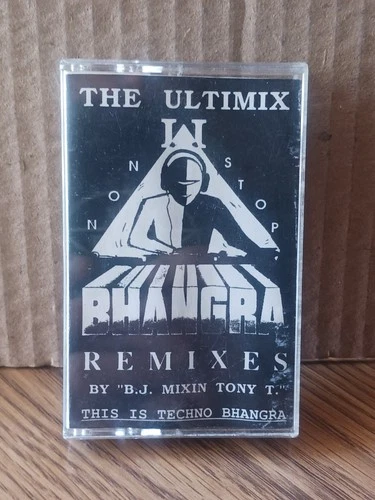 THE ULTIMIX
II
NON STOP
BHANGRA
REMIXES
BY "B.J. MIXIN TONY T."
THIS IS TECHNO BHANGRA